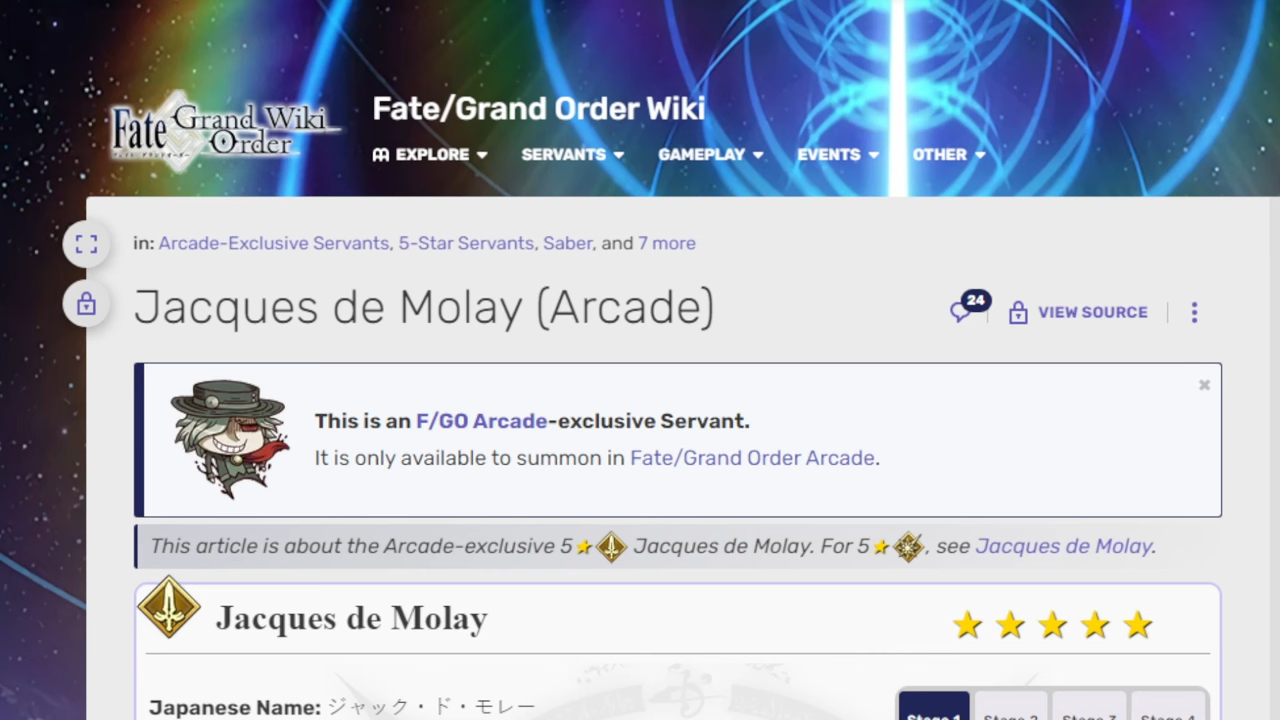 Fate Grand Wiki
Order
Fate/Grand Order Wiki
EXPLORE SERVANTS GAMEPLAY EVENTS OTHER
in: Arcade-Exclusive Servants, 5-Star Servants, Saber, and 7 more
Jacques de Molay (Arcade)
24
VIEW SOURCE
This is an F/GO Arcade-exclusive Servant.
It is only available to summon in Fate/Grand Order Arcade.
This article is about the Arcade-exclusive 5 Jacques de Molay. For 5 , see Jacques de Molay.
Jacques de Molay
Japanese Name: ジャック・ド・モレー
Stage 1 Stage 2 Stage 3 Stage 4